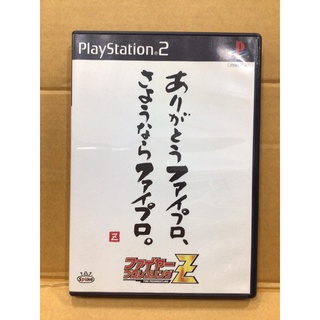 PlayStation 2
ありがとうファイプロ、
さようならファイプロ。
Z
ファイヤー
プロレスリング
Z